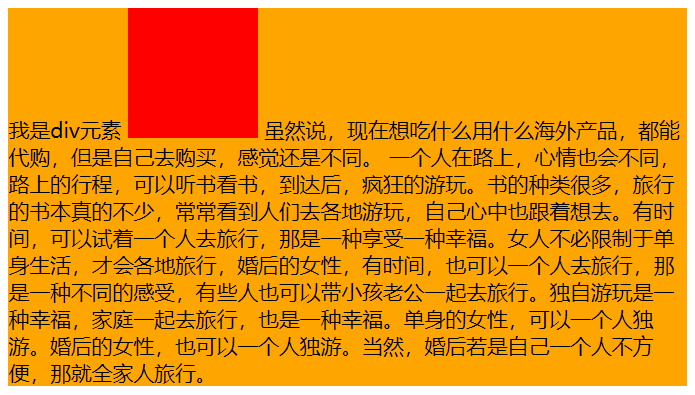 我是div元素 虽然说，现在想吃什么用什么海外产品，都能
代购，但是自己去购买，感觉还是不同。 一个人在路上，心情也会不同，
路上的行程，可以听书看书，到达后，疯狂的游玩。书的种类很多，旅行
的书本真的不少，常常看到人们去各地游玩，自己心中也跟着想去。有时
间，可以试着一个人去旅行，那是一种享受一种幸福。女人不必限制于单
身生活，才会各地旅行，婚后的女性，有时间，也可以一个人去旅行，那
是一种不同的感受，有些人也可以带小孩老公一起去旅行。独自游玩是一
种幸福，家庭一起去旅行，也是一种幸福。单身的女性，可以一个人独
游。婚后的女性，也可以一个人独游。当然，婚后若是自己一个人不方
便，那就全家人旅行。